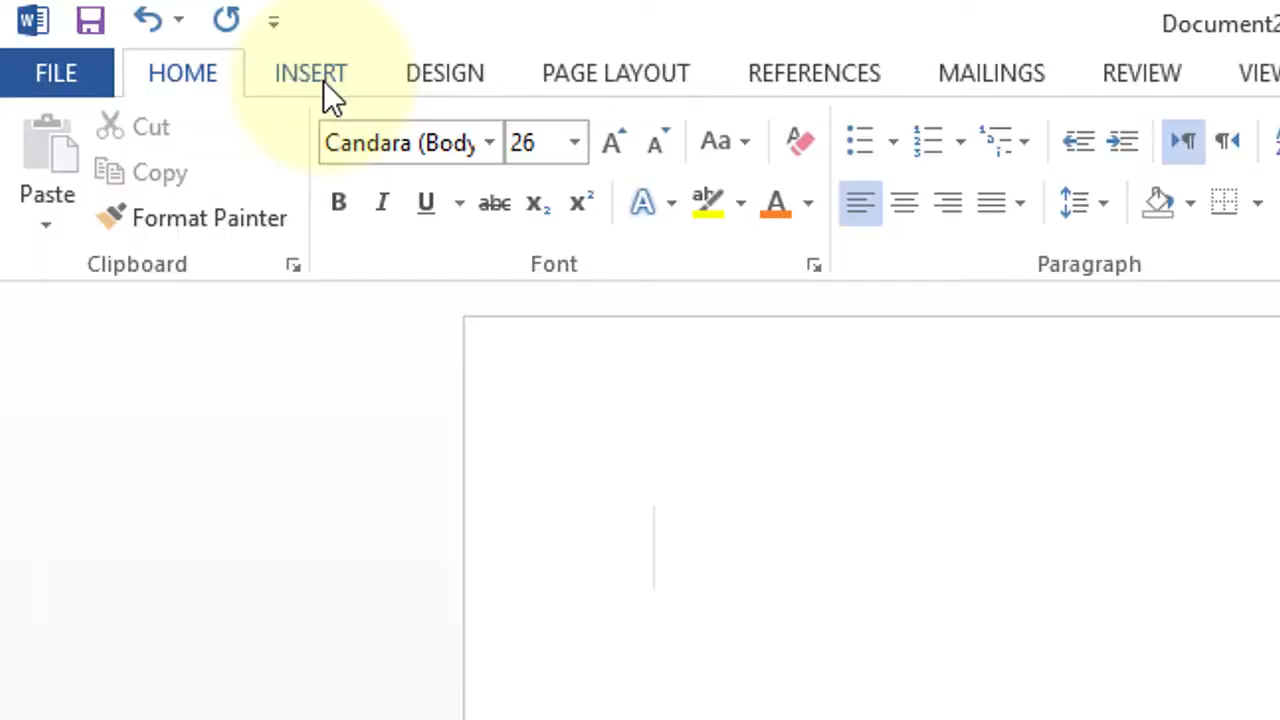 Document2
FILE HOME INSERT DESIGN PAGE LAYOUT REFERENCES MAILINGS REVIEW VIEW
Cut
Candara (Body 26 Aa
Copy
Paste
B I U abc X₂ X² A ab A
Format Painter
Clipboard Font Paragraph